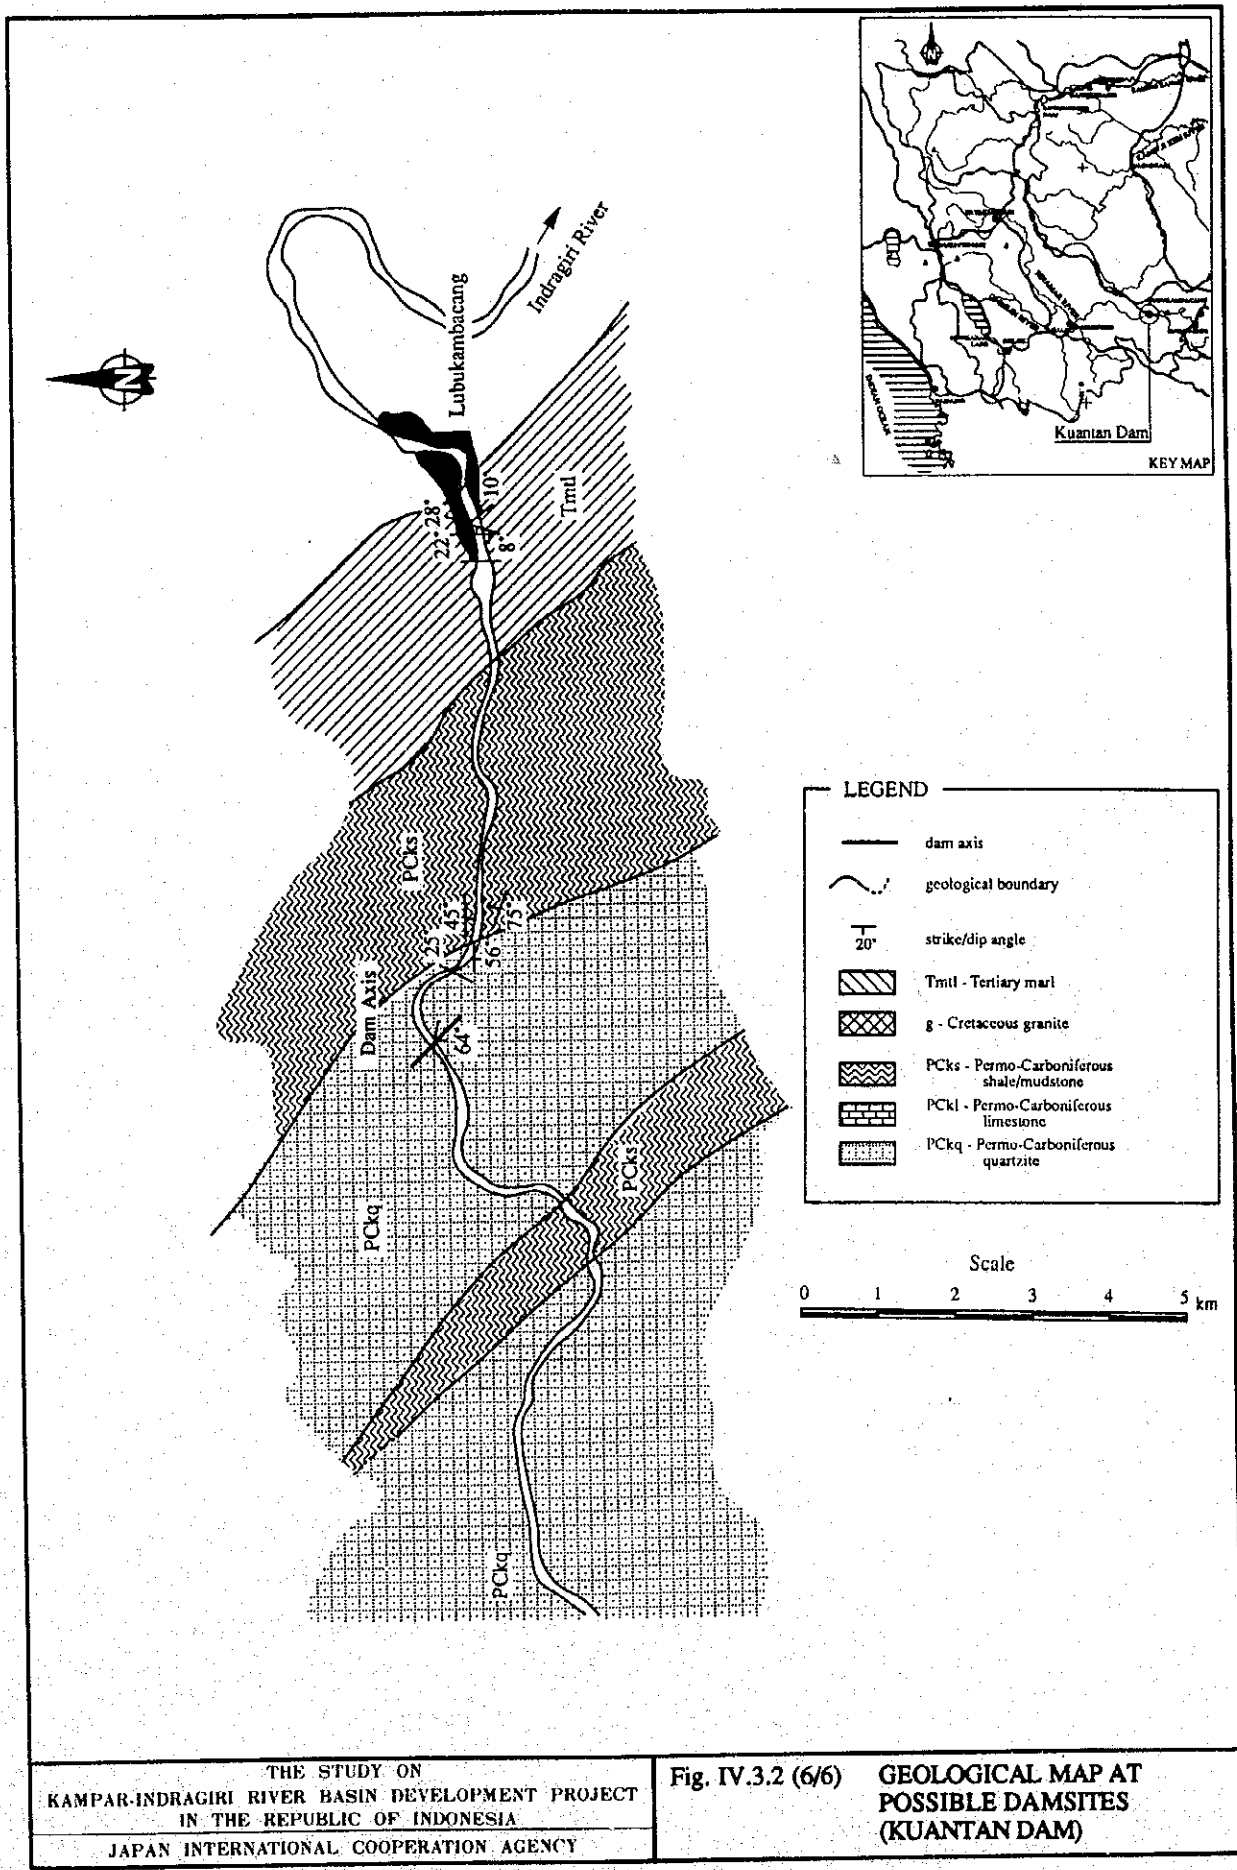 N
Kuantan Dam
KEY MAP
INDIAN OCEAN
N
Indragiri River
Lubukambacang
22° 28°
10°
8°
Tmtl
PCks
25°
45°
56°
75°
Dam Axis
64°
PCkq
PCks
PCkq
LEGEND
dam axis
geological boundary
20°
strike/dip angle
Tmtl - Tertiary marl
g - Cretaceous granite
PCks - Permo-Carboniferous
shale/mudstone
PCkl - Permo-Carboniferous
limestone
PCkq - Permo-Carboniferous
quartzite
Scale
0 1 2 3 4 5 km
THE STUDY ON
KAMPAR-INDRAGIRI RIVER BASIN DEVELOPMENT PROJECT
IN THE REPUBLIC OF INDONESIA
JAPAN INTERNATIONAL COOPERATION AGENCY
Fig. IV.3.2 (6/6) GEOLOGICAL MAP AT
POSSIBLE DAMSITES
(KUANTAN DAM)